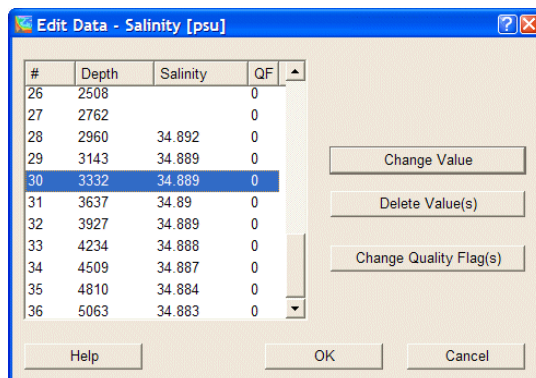 Edit Data - Salinity [psu]
# Depth Salinity QF
26 2508 0
27 2762 0
28 2960 34.892 0
29 3143 34.889 0
30 3332 34.889 0
31 3637 34.89 0
32 3927 34.889 0
33 4234 34.888 0
34 4509 34.887 0
35 4810 34.884 0
36 5063 34.883 0
Change Value
Delete Value(s)
Change Quality Flag(s)
Help OK Cancel